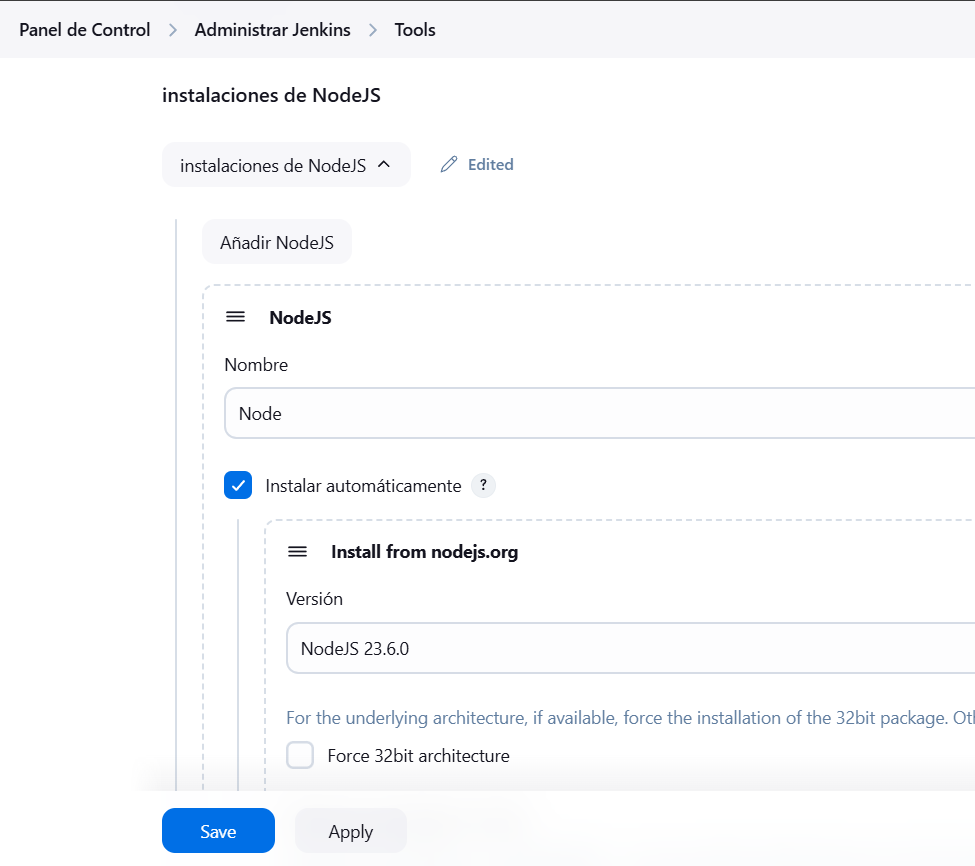 Panel de Control > Administrar Jenkins > Tools
instalaciones de NodeJS
instalaciones de NodeJS Edited
Añadir NodeJS
NodeJS
Nombre
Node
Instalar automáticamente ?
Install from nodejs.org
Versión
NodeJS 23.6.0
For the underlying architecture, if available, force the installation of the 32bit package. Oth
Force 32bit architecture
Save Apply